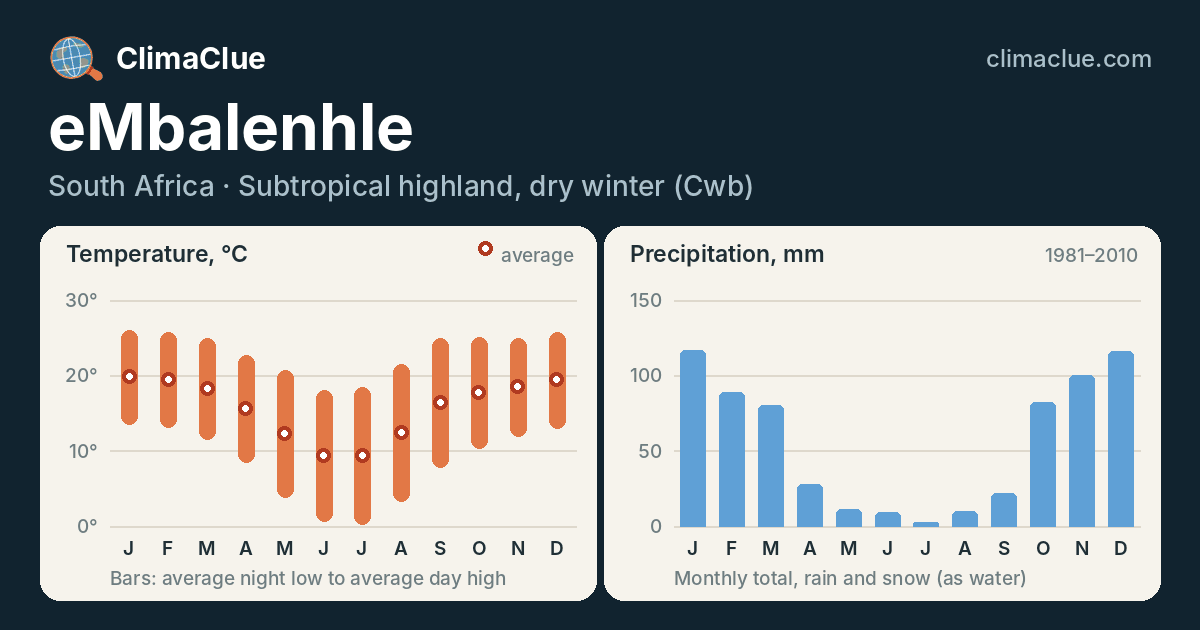 ClimaClue
climaclue.com
eMbalenhle
South Africa · Subtropical highland, dry winter (Cwb)
Temperature, °C
average
30°
20°
10°
0°
J F M A M J J A S O N D
Bars: average night low to average day high
Precipitation, mm
1981–2010
150
100
50
0
J F M A M J J A S O N D
Monthly total, rain and snow (as water)